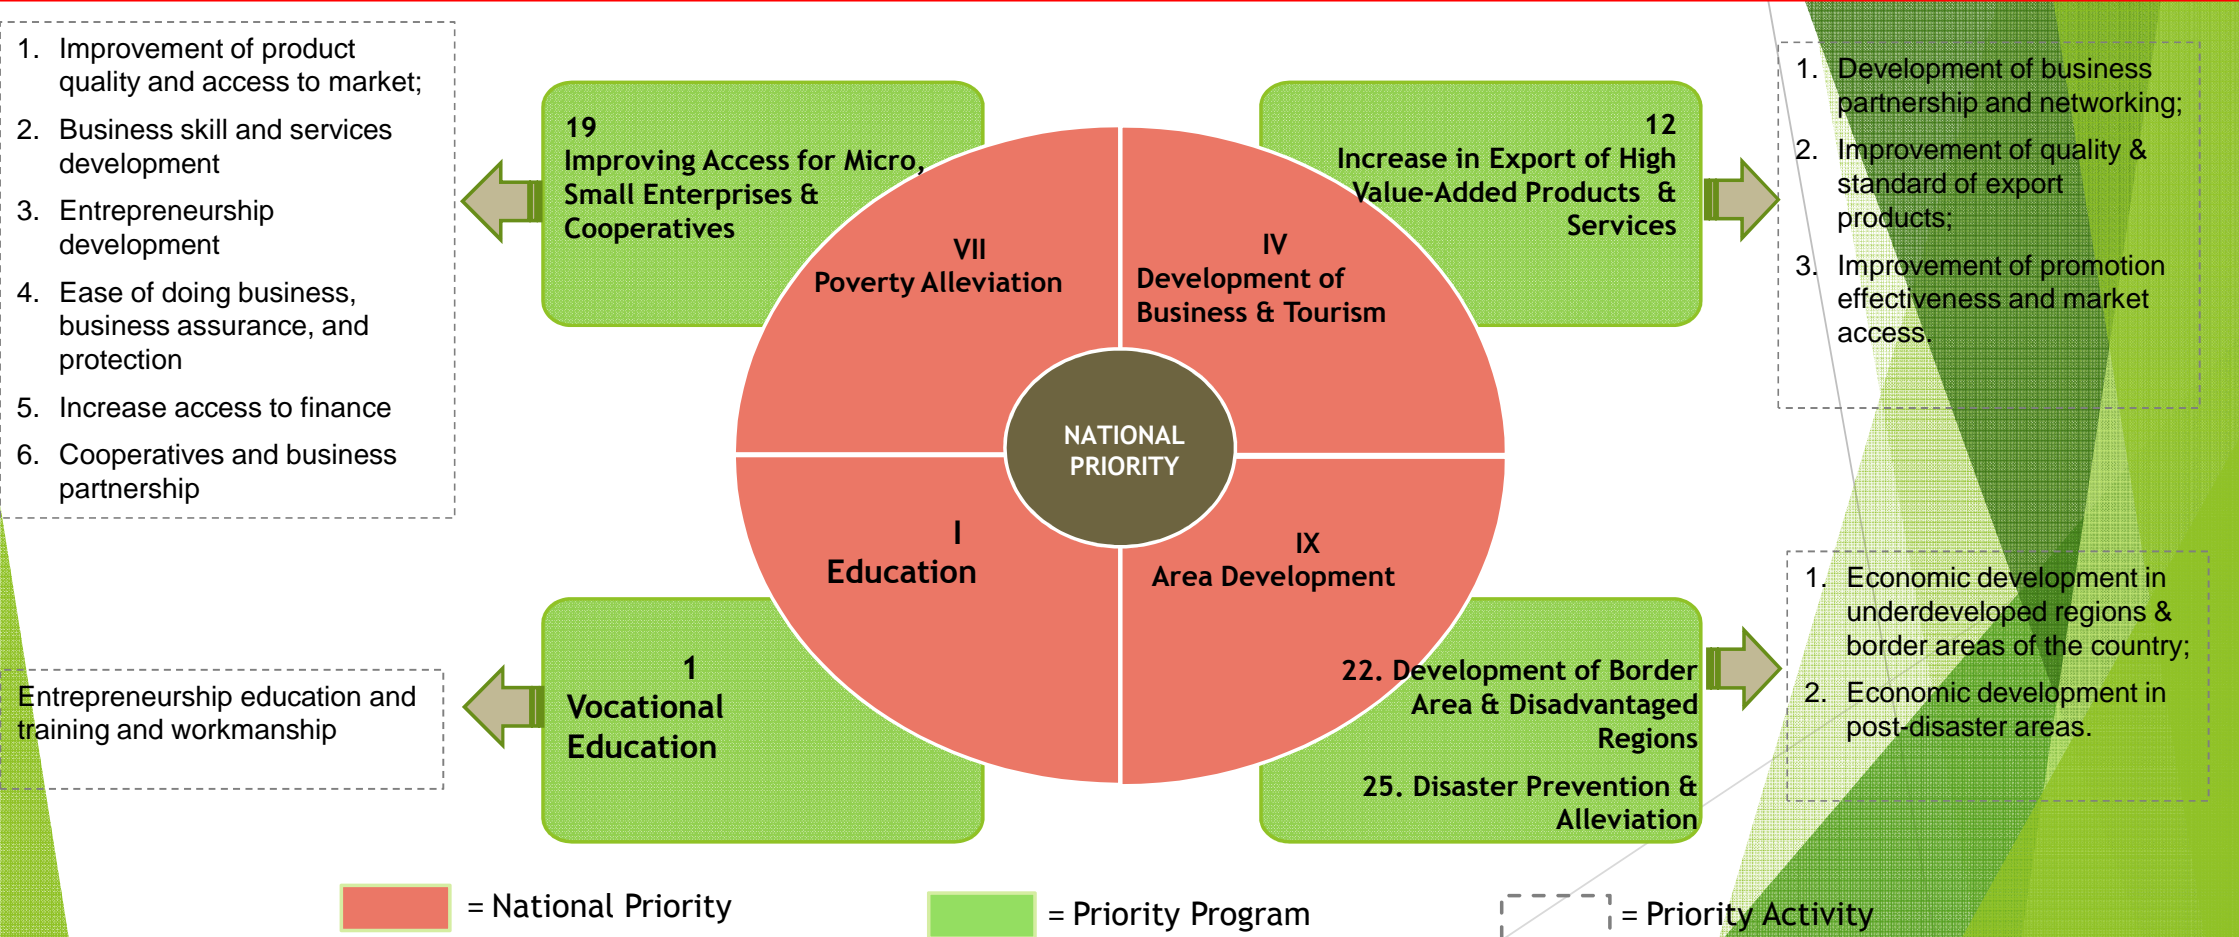 1. Improvement of product
quality and access to market;
2. Business skill and services
development
3. Entrepreneurship
development
4. Ease of doing business,
business assurance, and
protection
5. Increase access to finance
6. Cooperatives and business
partnership
19
Improving Access for Micro,
Small Enterprises &
Cooperatives
12
Increase in Export of High
Value-Added Products &
Services
1. Development of business
partnership and networking;
2. Improvement of quality &
standard of export
products;
3. Improvement of promotion
effectiveness and market
access.
VII
Poverty Alleviation
IV
Development of
Business & Tourism
NATIONAL
PRIORITY
I
Education
IX
Area Development
Entrepreneurship education and
training and workmanship
1
Vocational
Education
22. Development of Border
Area & Disadvantaged
Regions
25. Disaster Prevention &
Alleviation
1. Economic development in
underdeveloped regions &
border areas of the country;
2. Economic development in
post-disaster areas.
= National Priority
= Priority Program
= Priority Activity